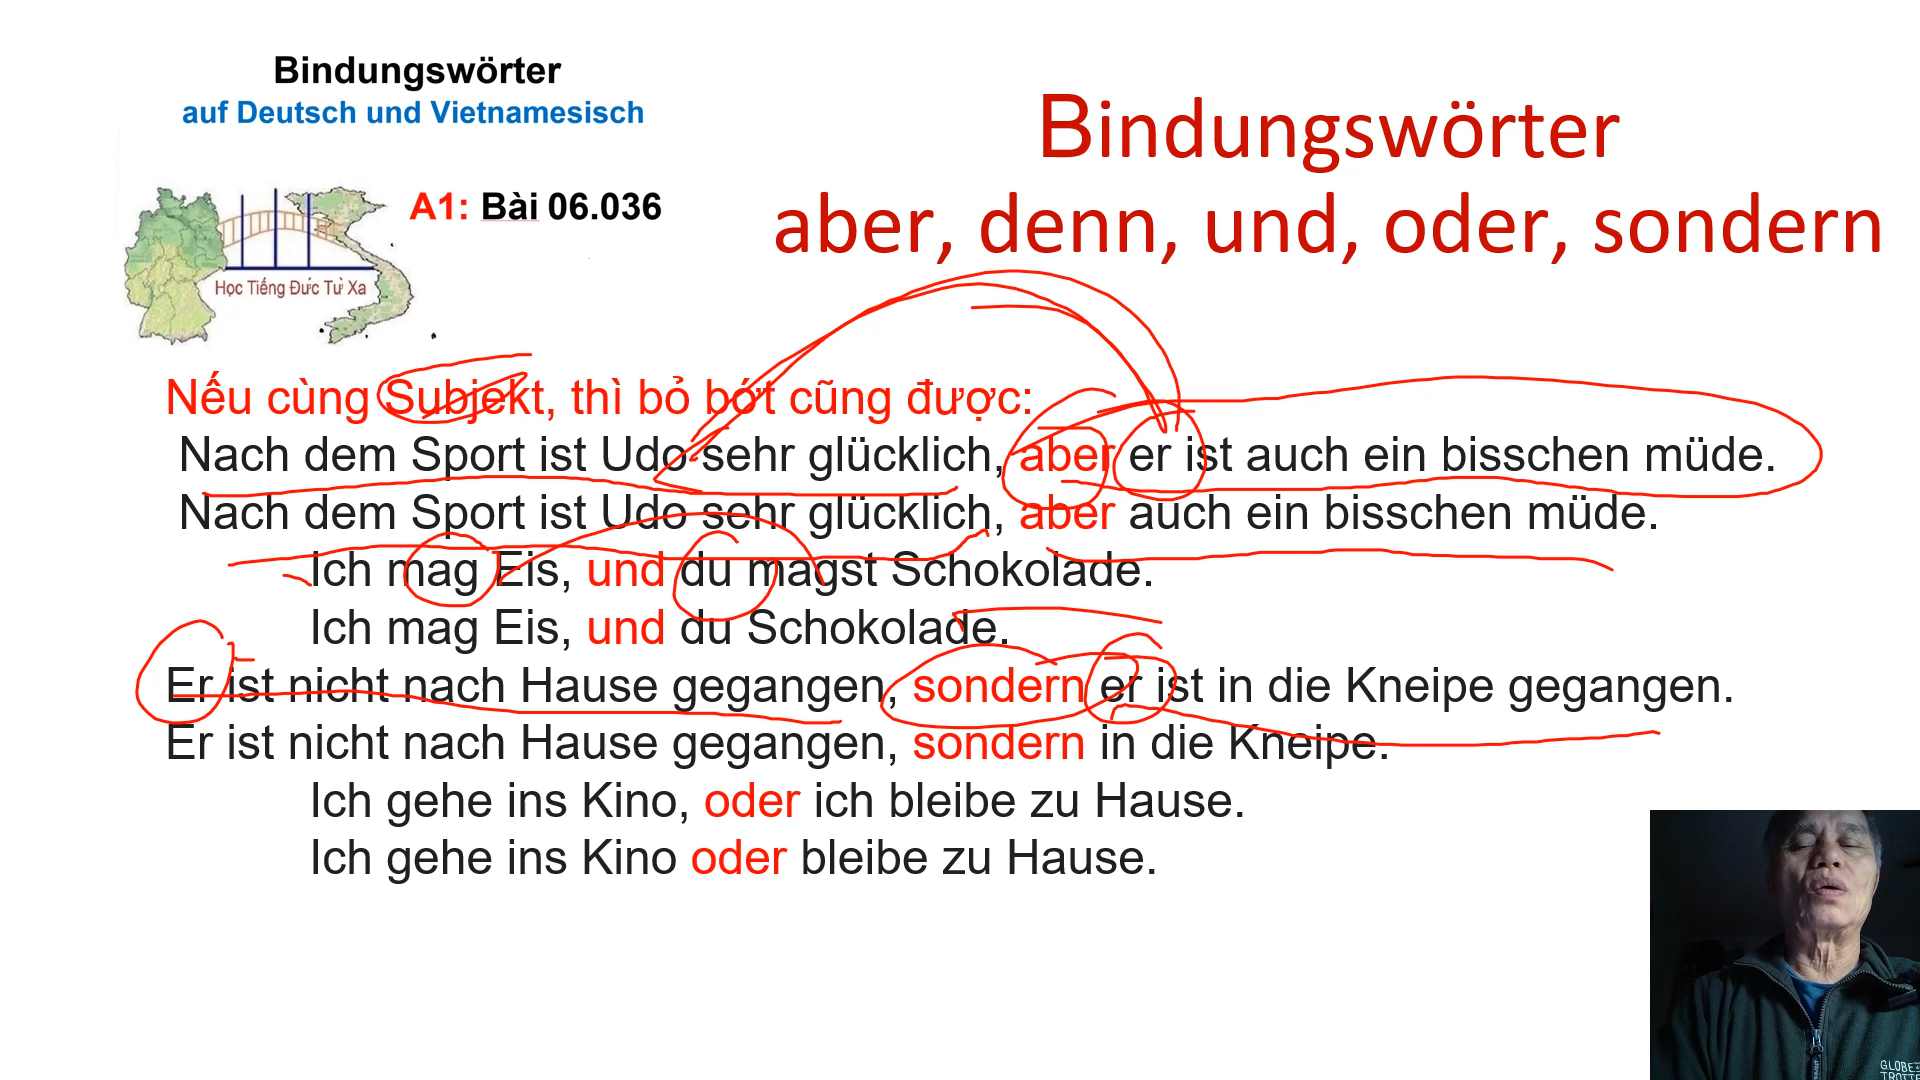 Bindungswörter
auf Deutsch und Vietnamesisch
A1: Bài 06.036
Học Tiếng Đức Từ Xa
Bindungswörter
aber, denn, und, oder, sondern
Nếu cùng Subjekt, thì bỏ bớt cũng được:
Nach dem Sport ist Udo sehr glücklich, aber er ist auch ein bisschen müde.
Nach dem Sport ist Udo sehr glücklich, aber auch ein bisschen müde.
Ich mag Eis, und du magst Schokolade.
Ich mag Eis, und du Schokolade.
Er ist nicht nach Hause gegangen, sondern er ist in die Kneipe gegangen.
Er ist nicht nach Hause gegangen, sondern in die Kneipe.
Ich gehe ins Kino, oder ich bleibe zu Hause.
Ich gehe ins Kino oder bleibe zu Hause.